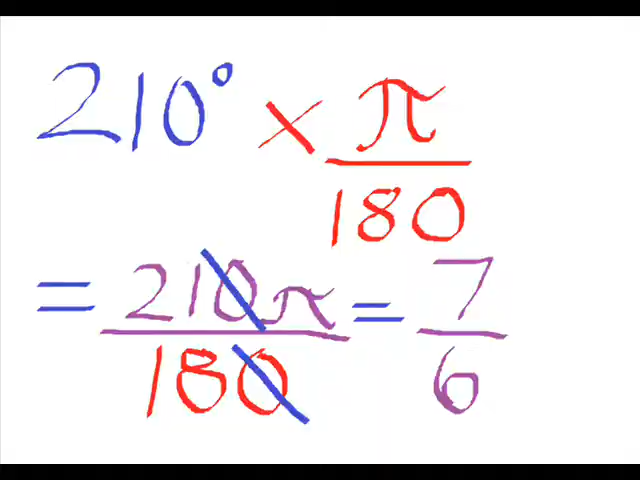 210° × π/180
= 210π/180 = 7/6